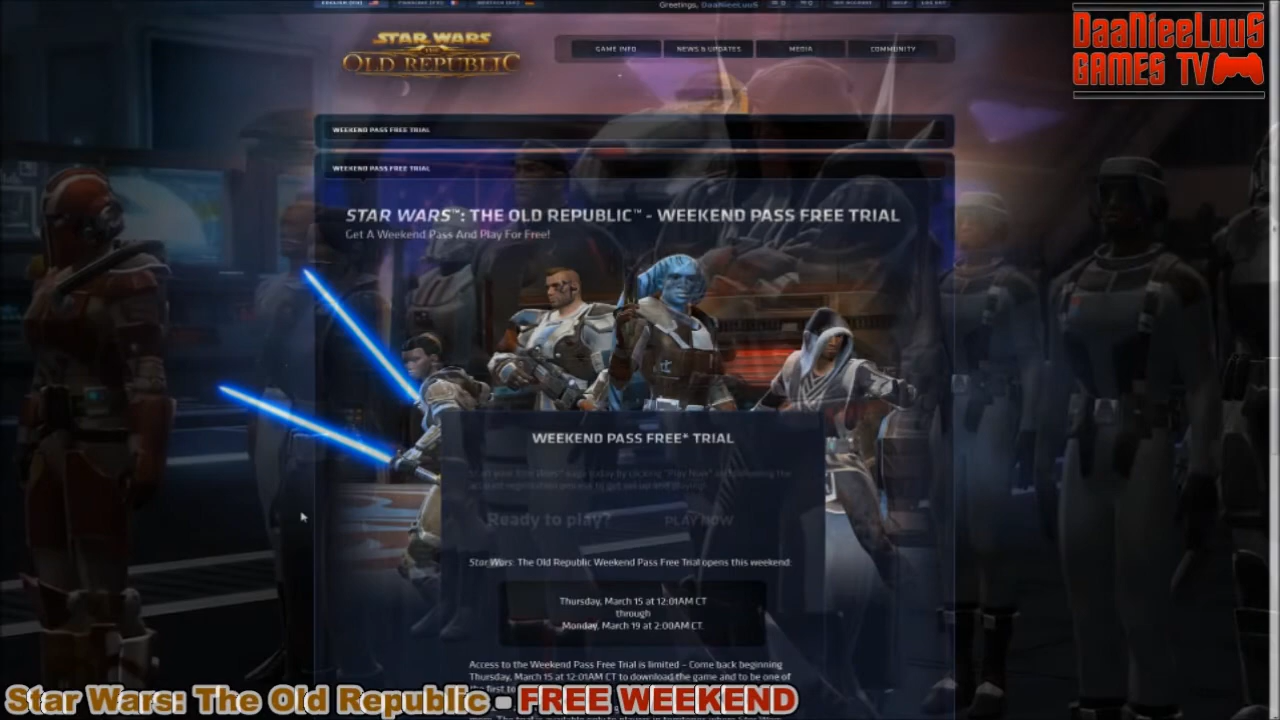 Greetings, DaaNieeLuuS
STAR WARS
THE
OLD REPUBLIC
GAME INFO
NEWS & UPDATES
MEDIA
COMMUNITY
DaaNieeLuuS
GAMES TV
WEEKEND PASS FREE TRIAL
WEEKEND PASS FREE TRIAL
STAR WARS™: THE OLD REPUBLIC™ - WEEKEND PASS FREE TRIAL
Get A Weekend Pass And Play For Free!
WEEKEND PASS FREE* TRIAL
Ready to play?
PLAY NOW
Star Wars: The Old Republic Weekend Pass Free Trial opens this weekend:
Thursday, March 15 at 12:01AM CT
through
Monday, March 19 at 2:00AM CT.
Access to the Weekend Pass Free Trial is limited – Come back beginning
Thursday, March 15 at 12:01AM CT to download the game and to be one of
Star Wars: The Old Republic - FREE WEEKEND